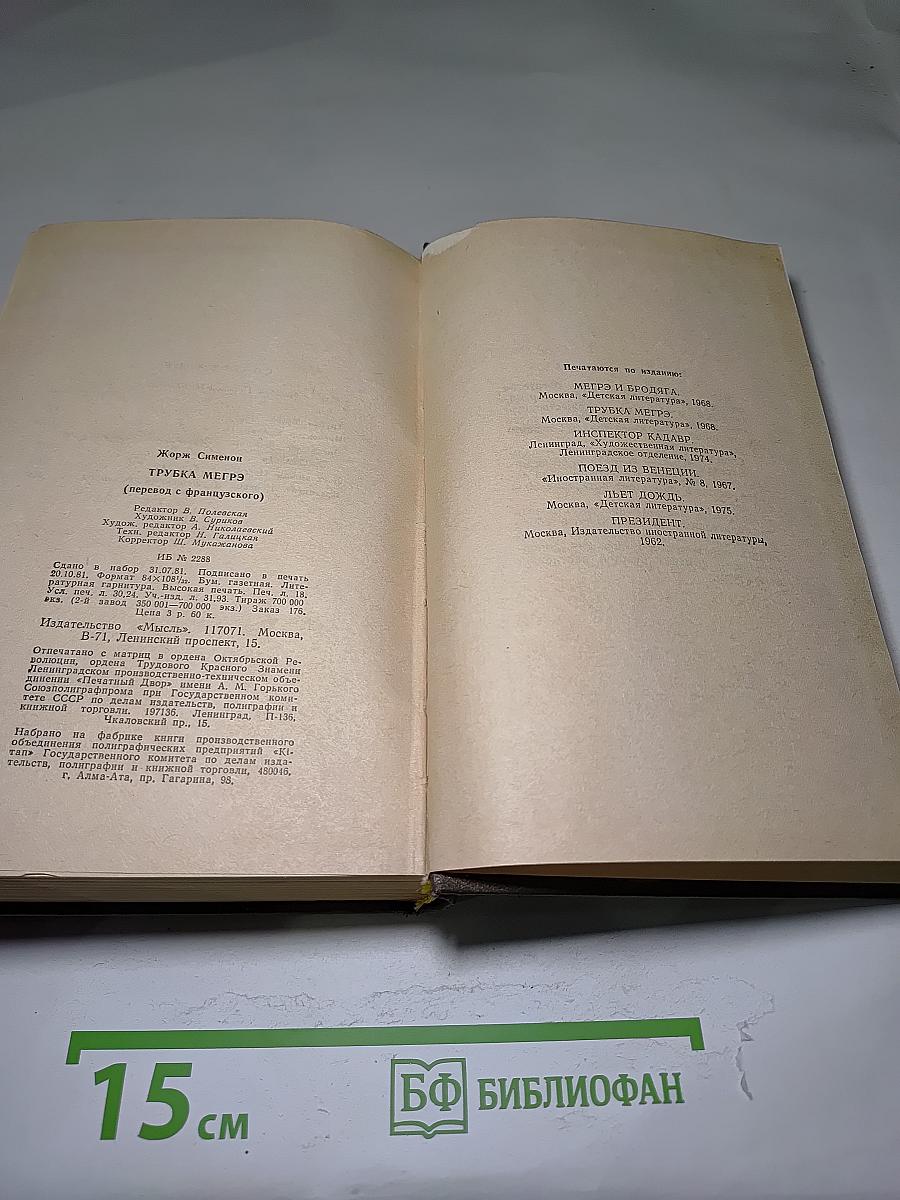 Жорж Сименон
ТРУБКА МЕГРЭ
(перевод с французского)
Редактор В. Полевская
Художник В. Суриков
Худож. редактор А. Николаевский
Техн. редактор Н. Галицкая
Корректор Ш. Мукажанова
ИБ № 2288
Сдано в набор 31.07.81. Подписано в печать
20.10.81. Формат 84×108¹/₃₂. Бум. газетная. Лите-
ратурная гарнитура. Высокая печать. Печ. л. 18.
Усл. печ. л. 30,24. Уч.-изд. л. 31.93. Тираж 700 000
экз. (2-й завод 350 001—700 000 экз.) Заказ 176.
Цена 3 р. 60 к.
Издательство «Мысль». 117071. Москва,
В-71, Ленинский проспект, 15.
Отпечатано с матриц в ордена Октябрьской Ре-
волюции, ордена Трудового Красного Знамени
Ленинградском производственно-техническом объе-
динении «Печатный Двор» имени А. М. Горького
Союзполиграфпрома при Государственном коми-
тете СССР по делам издательств, полиграфии и
книжной торговли. 197136. Ленинград, П-136,
Чкаловский пр., 15.
Набрано на фабрике книги производственного
объединения полиграфических предприятий «Кі-
тап» Государственного комитета по делам изда-
тельств, полиграфии и книжной торговли, 480046.
г, Алма-Ата, пр. Гагарина, 98.
Печатаются по изданию:
МЕГРЭ И БРОДЯГА.
Москва, «Детская литература», 1968.
ТРУБКА МЕГРЭ.
Москва, «Детская литература», 1968.
ИНСПЕКТОР КАДАВР.
Ленинград, «Художественная литература»,
Ленинградское отделение, 1974.
ПОЕЗД ИЗ ВЕНЕЦИИ.
«Иностранная литература», № 8, 1967.
ЛЬЕТ ДОЖДЬ.
Москва, «Детская литература», 1975.
ПРЕЗИДЕНТ.
Москва, Издательство иностранной литературы,
1962.
15 см
БФ БИБЛИОФАН